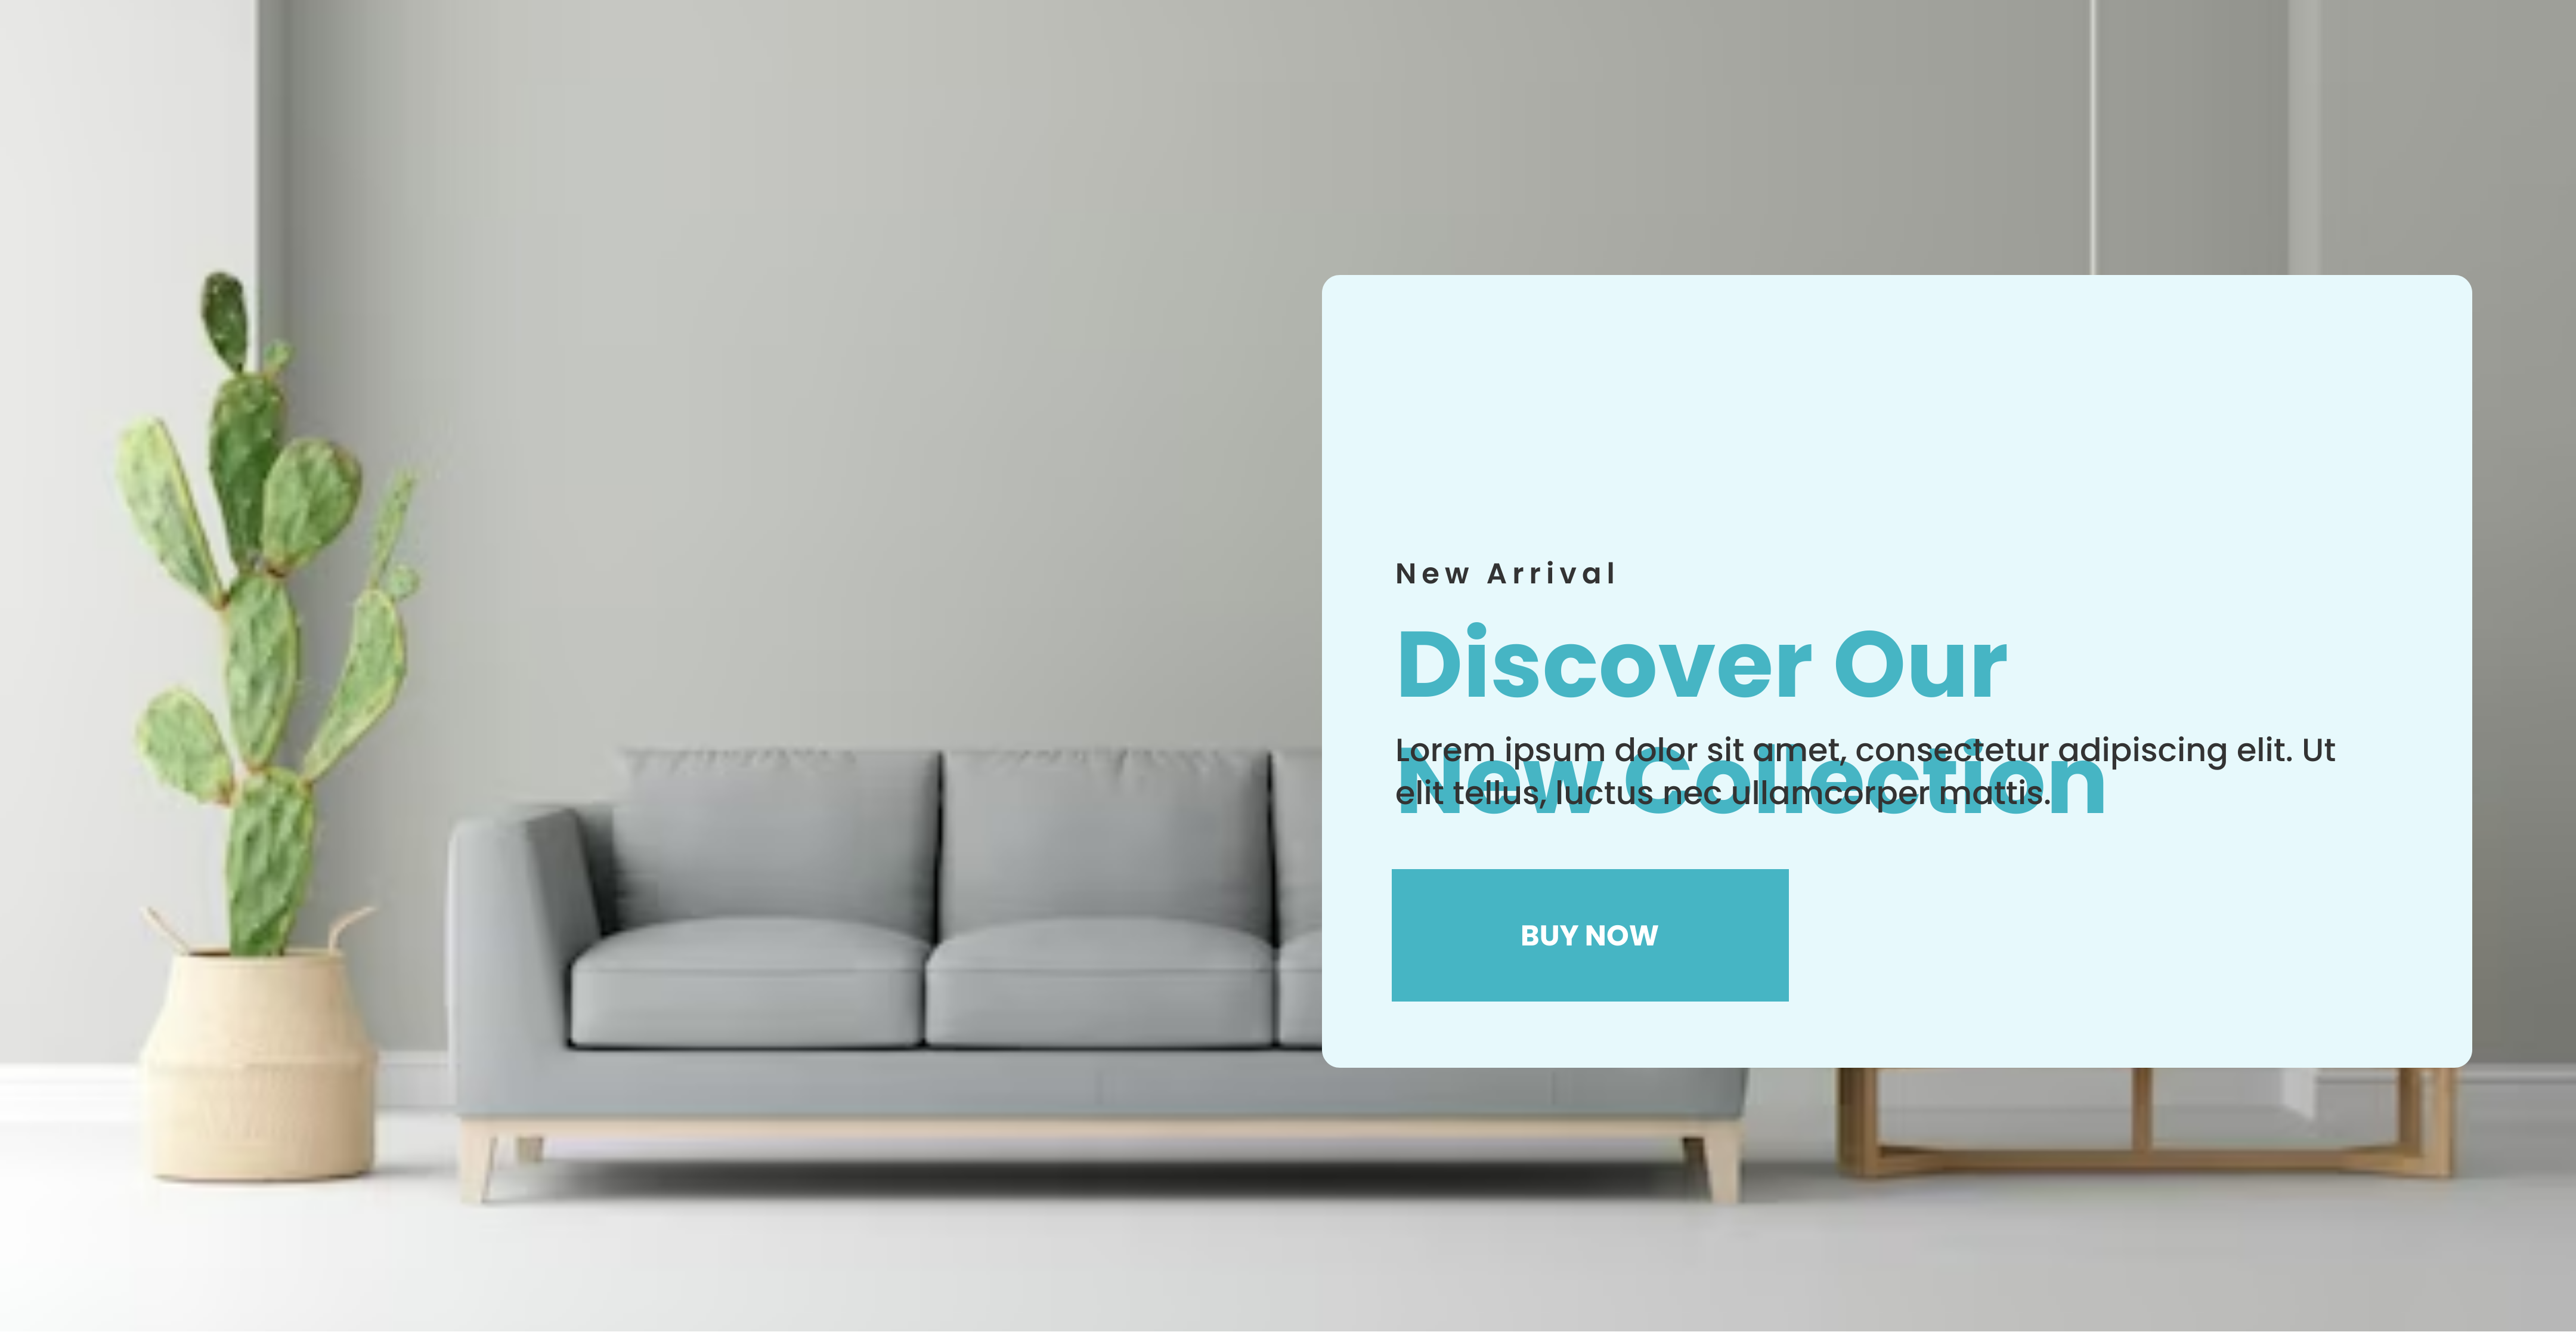 New Arrival
Discover Our
New Collection
Lorem ipsum dolor sit amet, consectetur adipiscing elit. Ut
elit tellus, luctus nec ullamcorper mattis.
BUY NOW